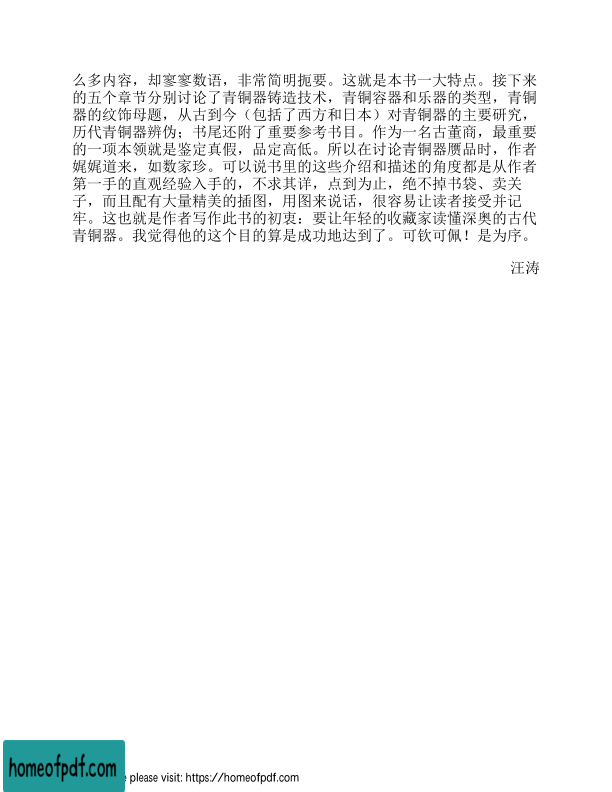 么多内容，却寥寥数语，非常简明扼要。这就是本书一大特点。接下来
的五个章节分别讨论了青铜器铸造技术，青铜容器和乐器的类型，青铜
器的纹饰母题，从古到今（包括了西方和日本）对青铜器的主要研究，
历代青铜器辨伪；书尾还附了重要参考书目。作为一名古董商，最重要
的一项本领就是鉴定真假，品定高低。所以在讨论青铜器赝品时，作者
娓娓道来，如数家珍。可以说书里的这些介绍和描述的角度都是从作者
第一手的直观经验入手的，不求其详，点到为止，绝不掉书袋、卖关
子，而且配有大量精美的插图，用图来说话，很容易让读者接受并记
牢。这也就是作者写作此书的初衷：要让年轻的收藏家读懂深奥的古代
青铜器。我觉得他的这个目的算是成功地达到了。可钦可佩！是为序。
汪涛
homeofpdf.com
please visit: https://homeofpdf.com